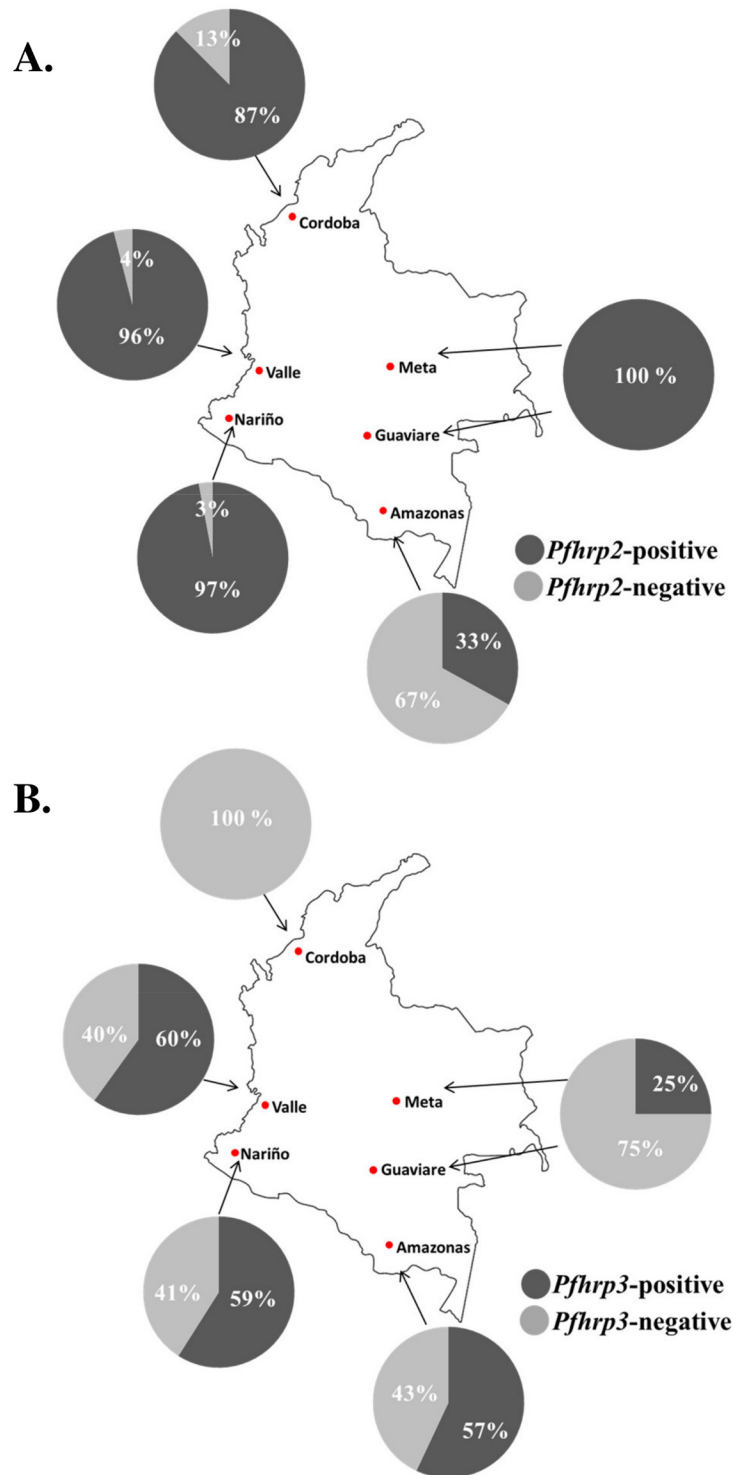 A.
13%
87%
Cordoba
4%
96%
Valle
Meta
100 %
Nariño
Guaviare
3%
97%
Amazonas
Pfhrp2-positive
Pfhrp2-negative
33%
67%
B.
100 %
Cordoba
40% 60%
Valle
Meta
25%
75%
Nariño
Guaviare
Amazonas
41% 59%
Pfhrp3-positive
Pfhrp3-negative
43%
57%